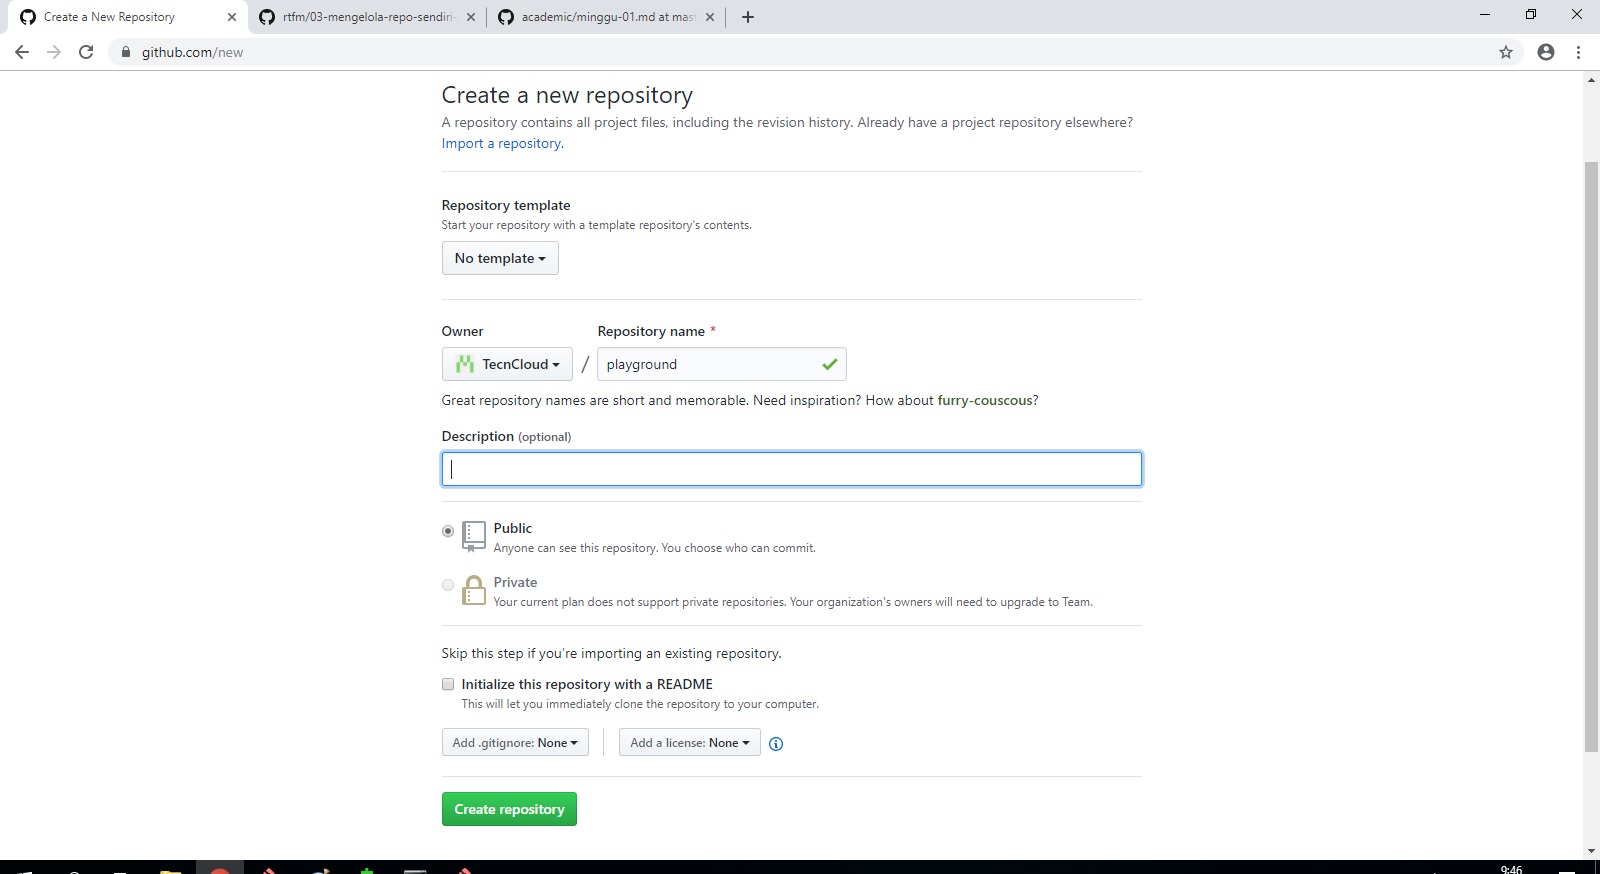 Create a New Repository
rtfm/03-mengelola-repo-sendiri-
academic/minggu-01.md at mas
github.com/new
Create a new repository
A repository contains all project files, including the revision history. Already have a project repository elsewhere?
Import a repository.
Repository template
Start your repository with a template repository's contents.
No template
Owner
Repository name *
TecnCloud
/
playground
Great repository names are short and memorable. Need inspiration? How about furry-couscous?
Description (optional)
Public
Anyone can see this repository. You choose who can commit.
Private
Your current plan does not support private repositories. Your organization's owners will need to upgrade to Team.
Skip this step if you're importing an existing repository.
Initialize this repository with a README
This will let you immediately clone the repository to your computer.
Add .gitignore: None
Add a license: None
Create repository
9:46